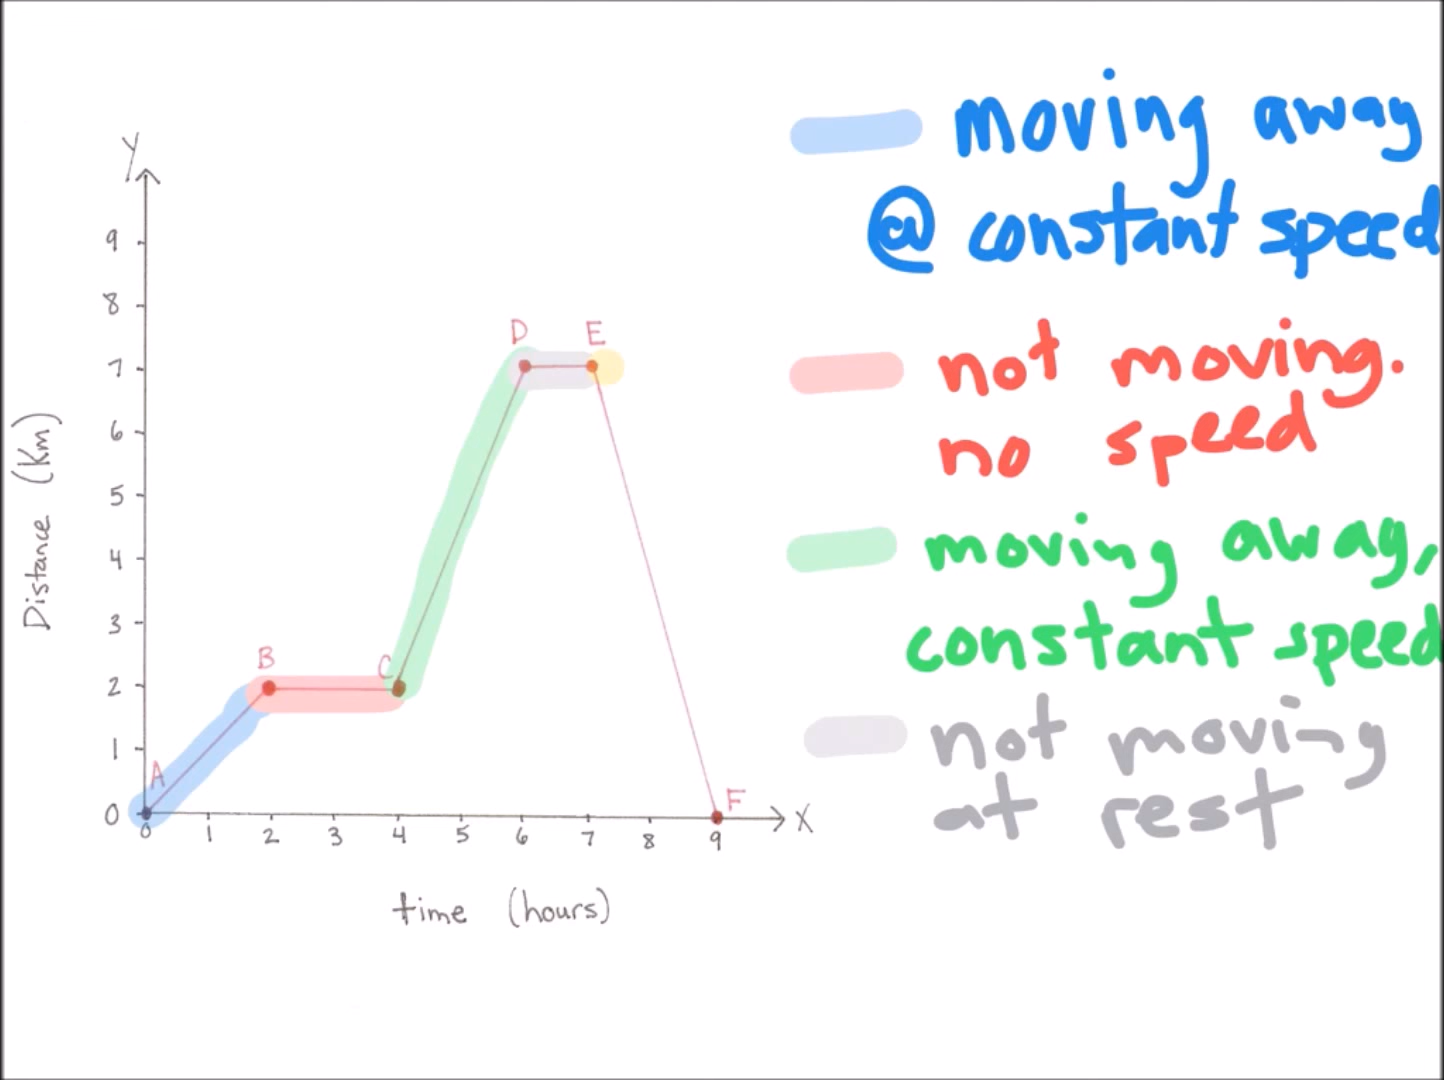 Y
9
8
7
6
5
4
3
2
1
0
Distance (Km)
A
B
C
D
E
F
0 1 2 3 4 5 6 7 8 9
X
time (hours)
moving away
@ constant speed
not moving.
no speed
moving away,
constant speed
not moving
at rest